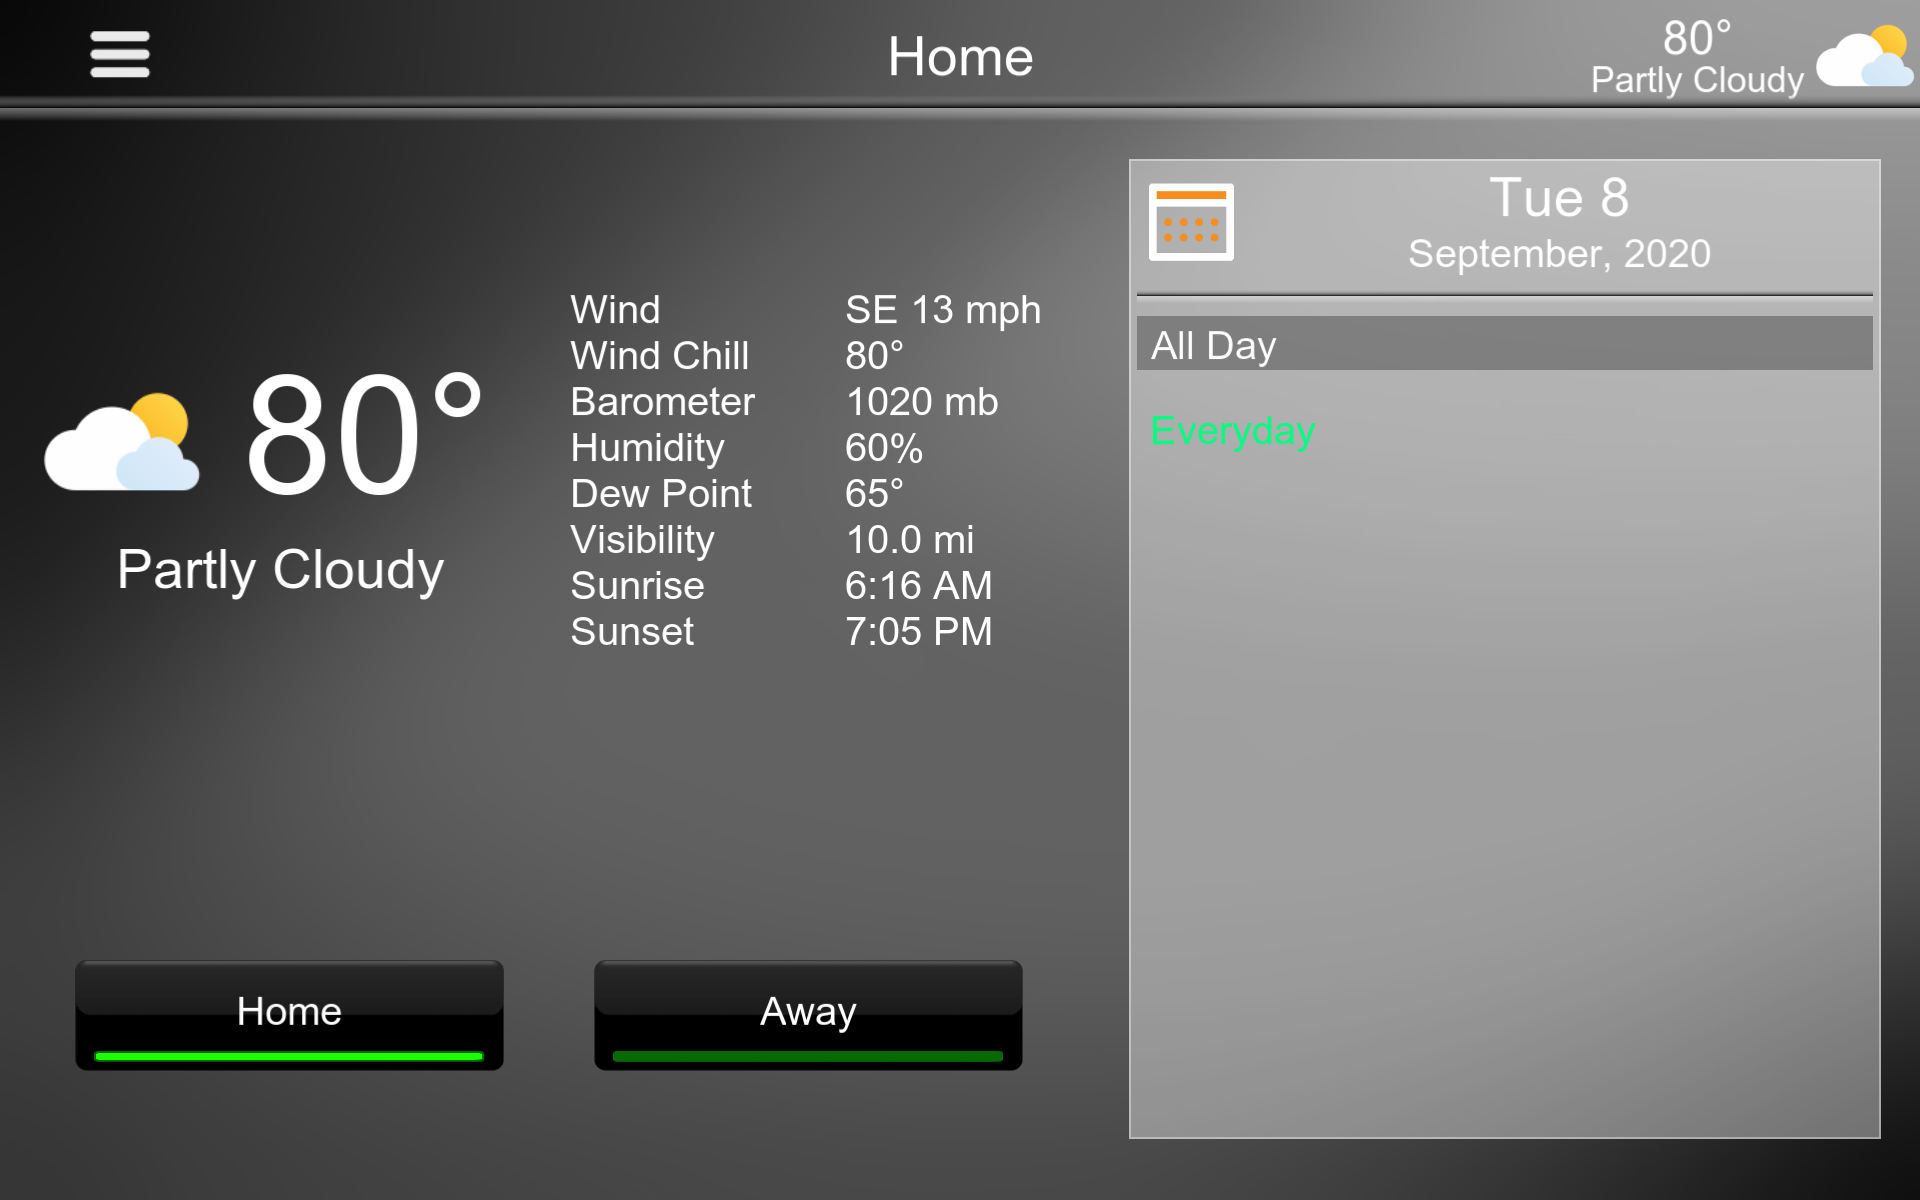 Home
80°
Partly Cloudy
80°
Partly Cloudy
Wind SE 13 mph
Wind Chill 80°
Barometer 1020 mb
Humidity 60%
Dew Point 65°
Visibility 10.0 mi
Sunrise 6:16 AM
Sunset 7:05 PM
Tue 8
September, 2020
All Day
Everyday
Home
Away